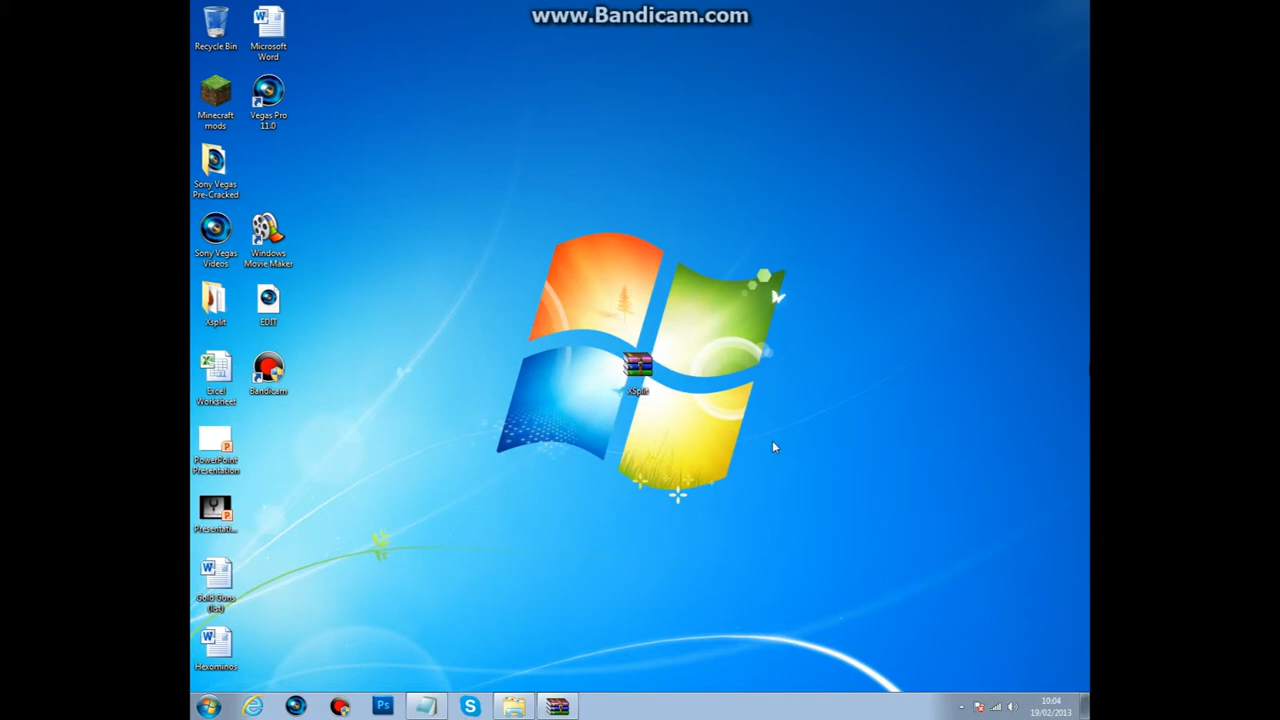 www.Bandicam.com
Recycle Bin
Microsoft
Word
Minecraft
mods
Vegas Pro
11.0
Sony Vegas
Pre-Cracked
Sony Vegas
Videos
Windows
Movie Maker
Xsplit
EDIT
Excel
Worksheet
Bandicam
XSplit
PowerPoint
Presentation
Presentati...
Gold Guns
(list)
Hexominos
Ps
10:04
19/02/2013